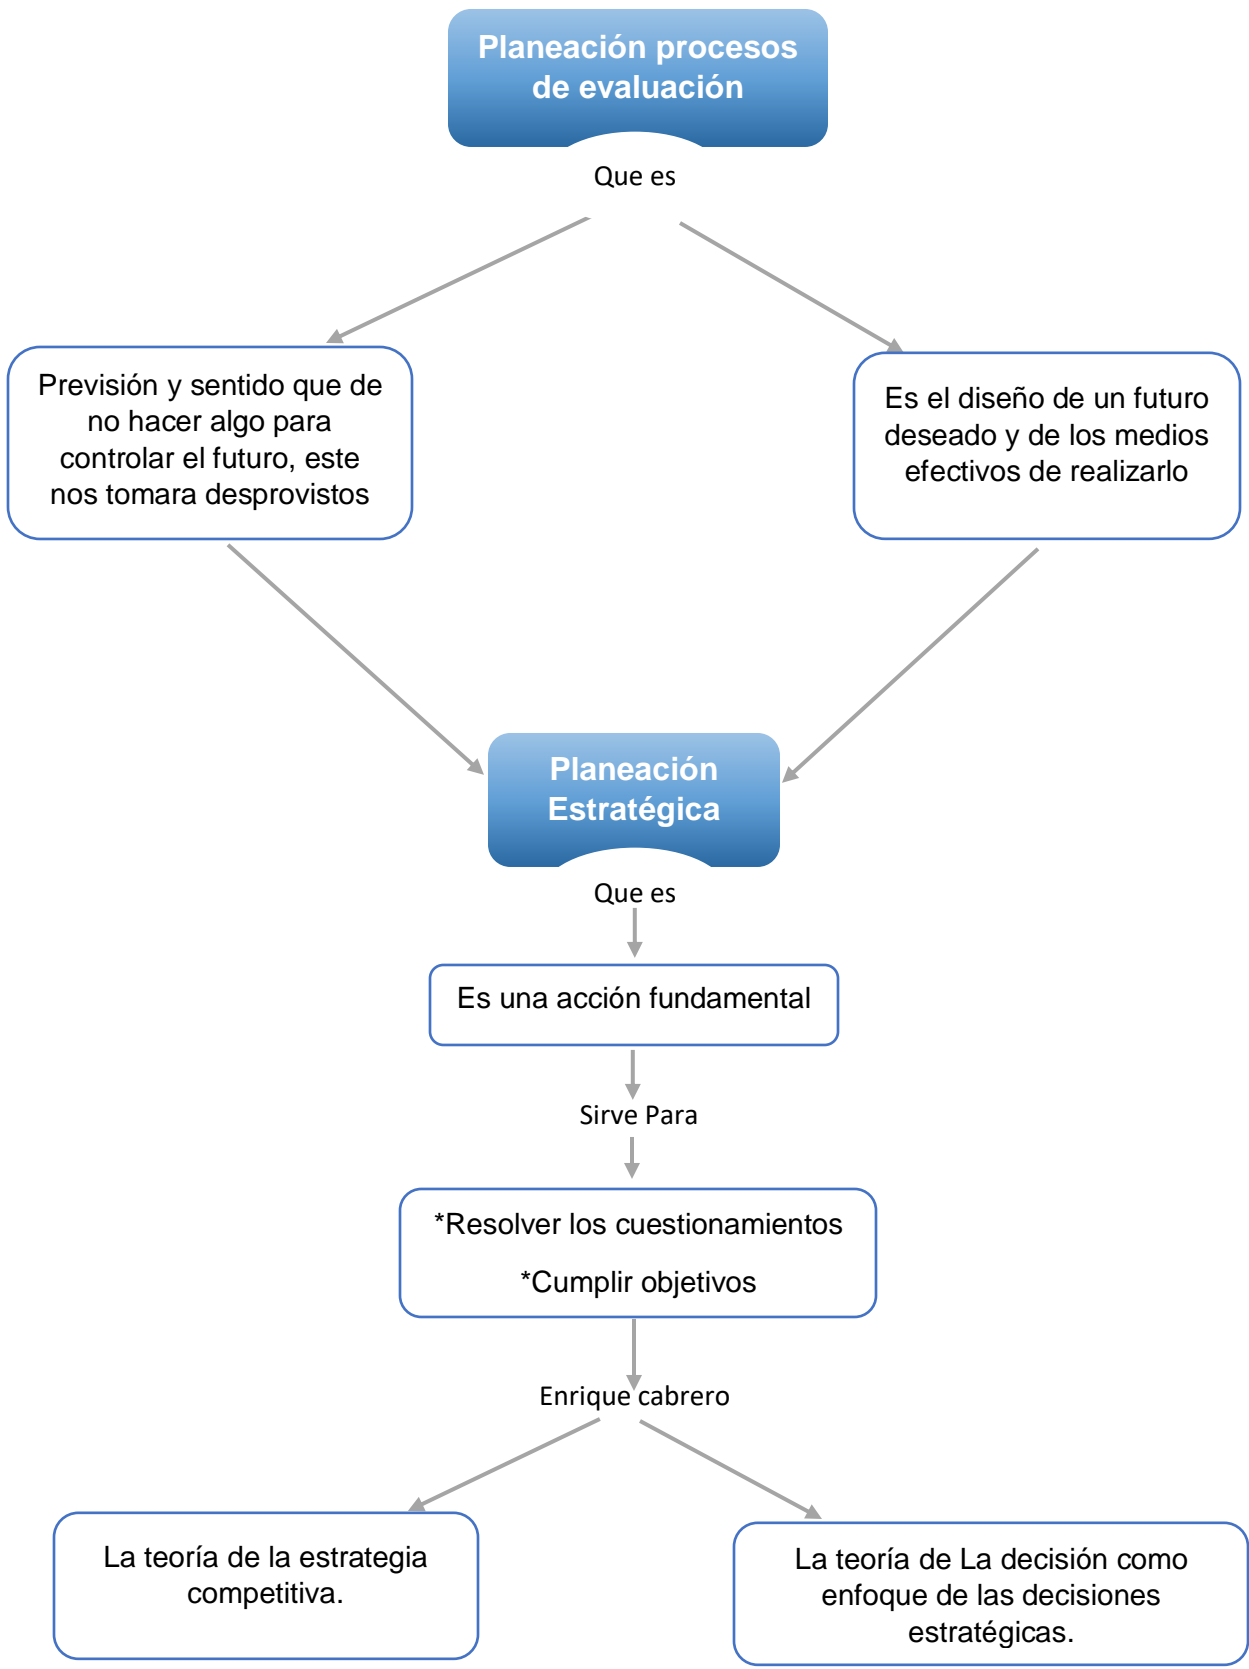 Planeación procesos
de evaluación
Que es
Previsión y sentido que de
no hacer algo para
controlar el futuro, este
nos tomara desprovistos
Es el diseño de un futuro
deseado y de los medios
efectivos de realizarlo
Planeación
Estratégica
Que es
Es una acción fundamental
Sirve Para
*Resolver los cuestionamientos
*Cumplir objetivos
Enrique cabrero
La teoría de la estrategia
competitiva.
La teoría de La decisión como
enfoque de las decisiones
estratégicas.